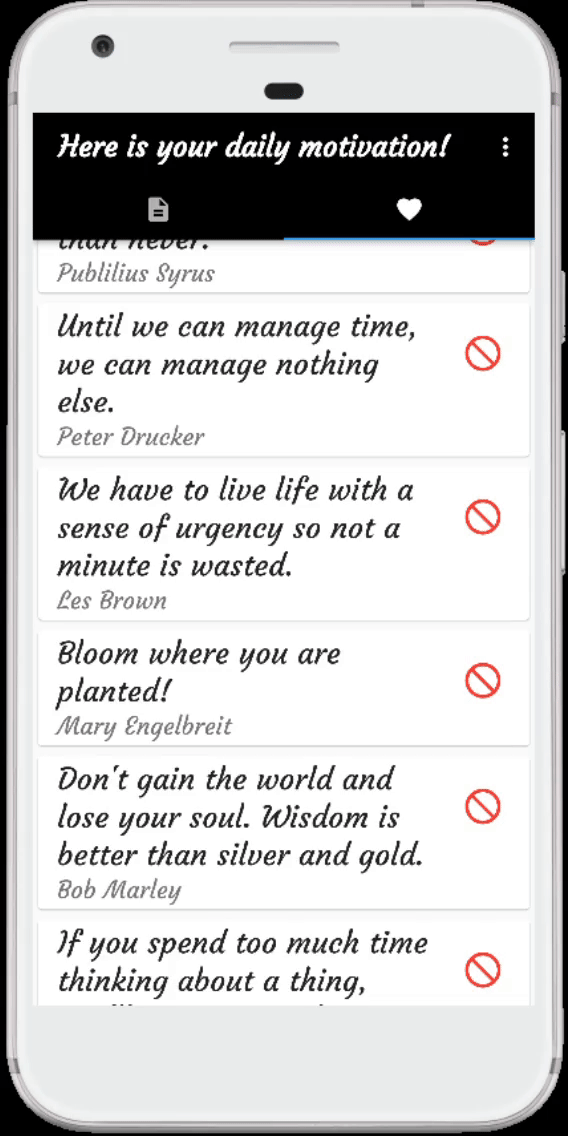 Here is your daily motivation!
than never.
Publilius Syrus
Until we can manage time,
we can manage nothing
else.
Peter Drucker
We have to live life with a
sense of urgency so not a
minute is wasted.
Les Brown
Bloom where you are
planted!
Mary Engelbreit
Don't gain the world and
lose your soul. Wisdom is
better than silver and gold.
Bob Marley
If you spend too much time
thinking about a thing,